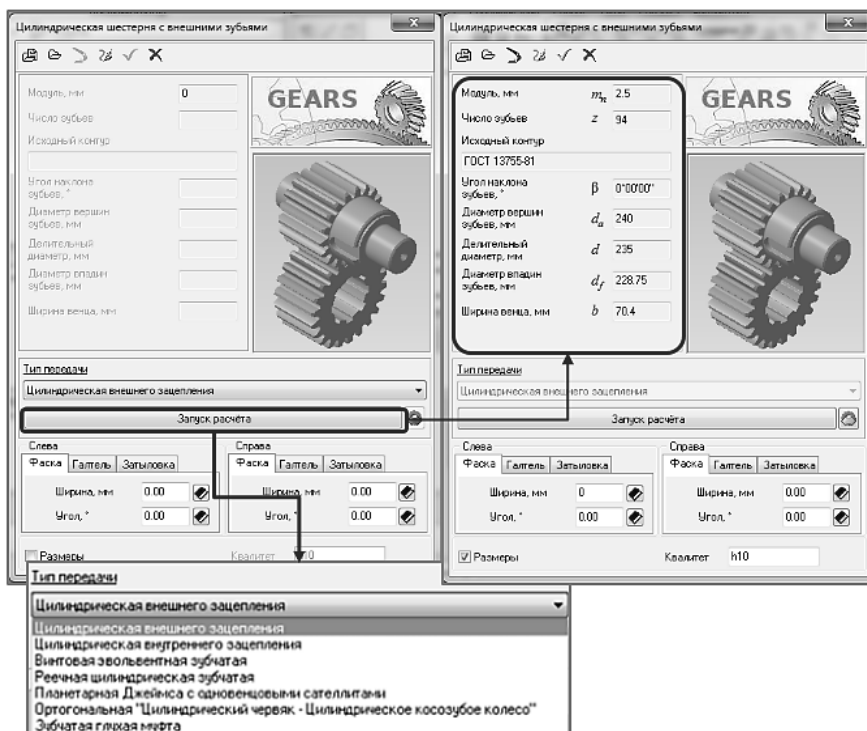 Цилиндрическая шестерня с внешними зубьями
Модуль, мм 0
Число зубьев
Исходный контур
Угол наклона
зубьев, °
Диаметр вершин
зубьев, мм
Делительный
диаметр, мм
Диаметр впадин
зубьев, мм
Ширина венца, мм
GEARS
Тип передачи
Цилиндрическая внешнего зацепления
Запуск расчёта
Слева
Фаска Галтель Затыловка
Ширина, мм 0.00
Угол, ° 0.00
Справа
Фаска Галтель Затыловка
Ширина, мм 0.00
Угол, ° 0.00
Размеры
Квалитет h10
Цилиндрическая шестерня с внешними зубьями
Модуль, мм mn 2.5
Число зубьев z 94
Исходный контур
ГОСТ 13755-81
Угол наклона
зубьев, ° β 0°00'00"
Диаметр вершин
зубьев, мм da 240
Делительный
диаметр, мм d 235
Диаметр впадин
зубьев, мм df 228.75
Ширина венца, мм b 70.4
GEARS
Тип передачи
Цилиндрическая внешнего зацепления
Запуск расчёта
Слева
Фаска Галтель Затыловка
Ширина, мм 0
Угол, ° 0.00
Справа
Фаска Галтель Затыловка
Ширина, мм 0.00
Угол, ° 0.00
Размеры
Квалитет h10
Тип передачи
Цилиндрическая внешнего зацепления
Цилиндрическая внешнего зацепления
Цилиндрическая внутреннего зацепления
Винтовая эвольвентная зубчатая
Реечная цилиндрическая зубчатая
Планетарная Джеймса с одновенцовыми сателлитами
Ортогональная "Цилиндрический червяк - Цилиндрическое косозубое колесо"
Зубчатая глухая муфта